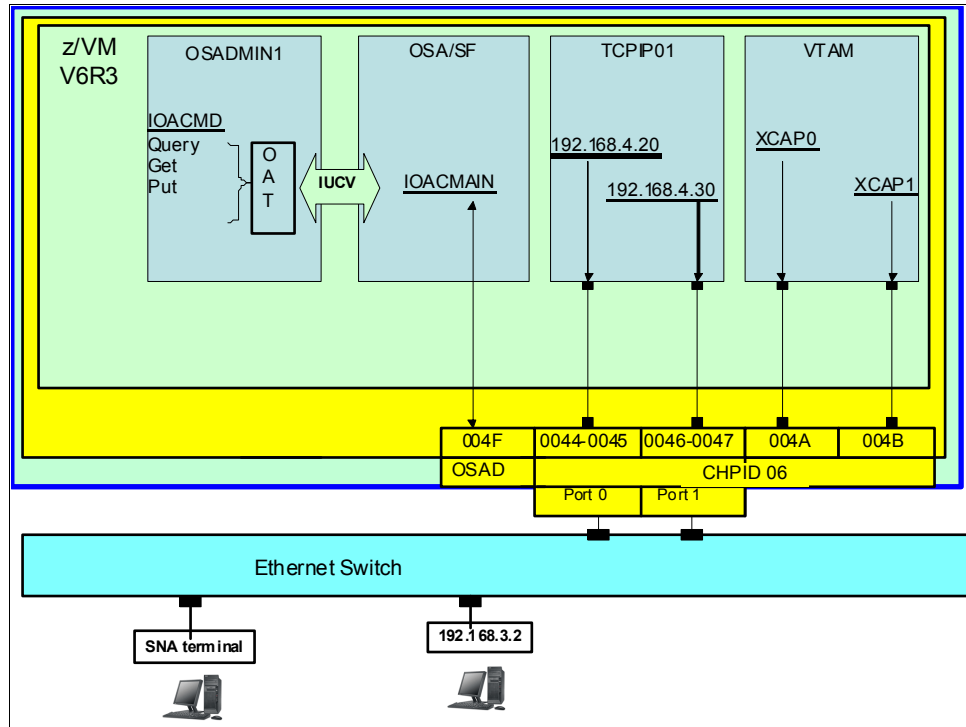 z/VM
V6R3
OSADMIN1
OSA/SF
TCPIP01
VTAM
IOACMD
Query
Get
Put
O
A
T
IUCV
IOACMAIN
192.168.4.20
192.168.4.30
XCAP0
XCAP1
004F
0044-0045
0046-0047
004A
004B
OSAD
CHPID 06
Port 0
Port 1
Ethernet Switch
SNA terminal
192.168.3.2